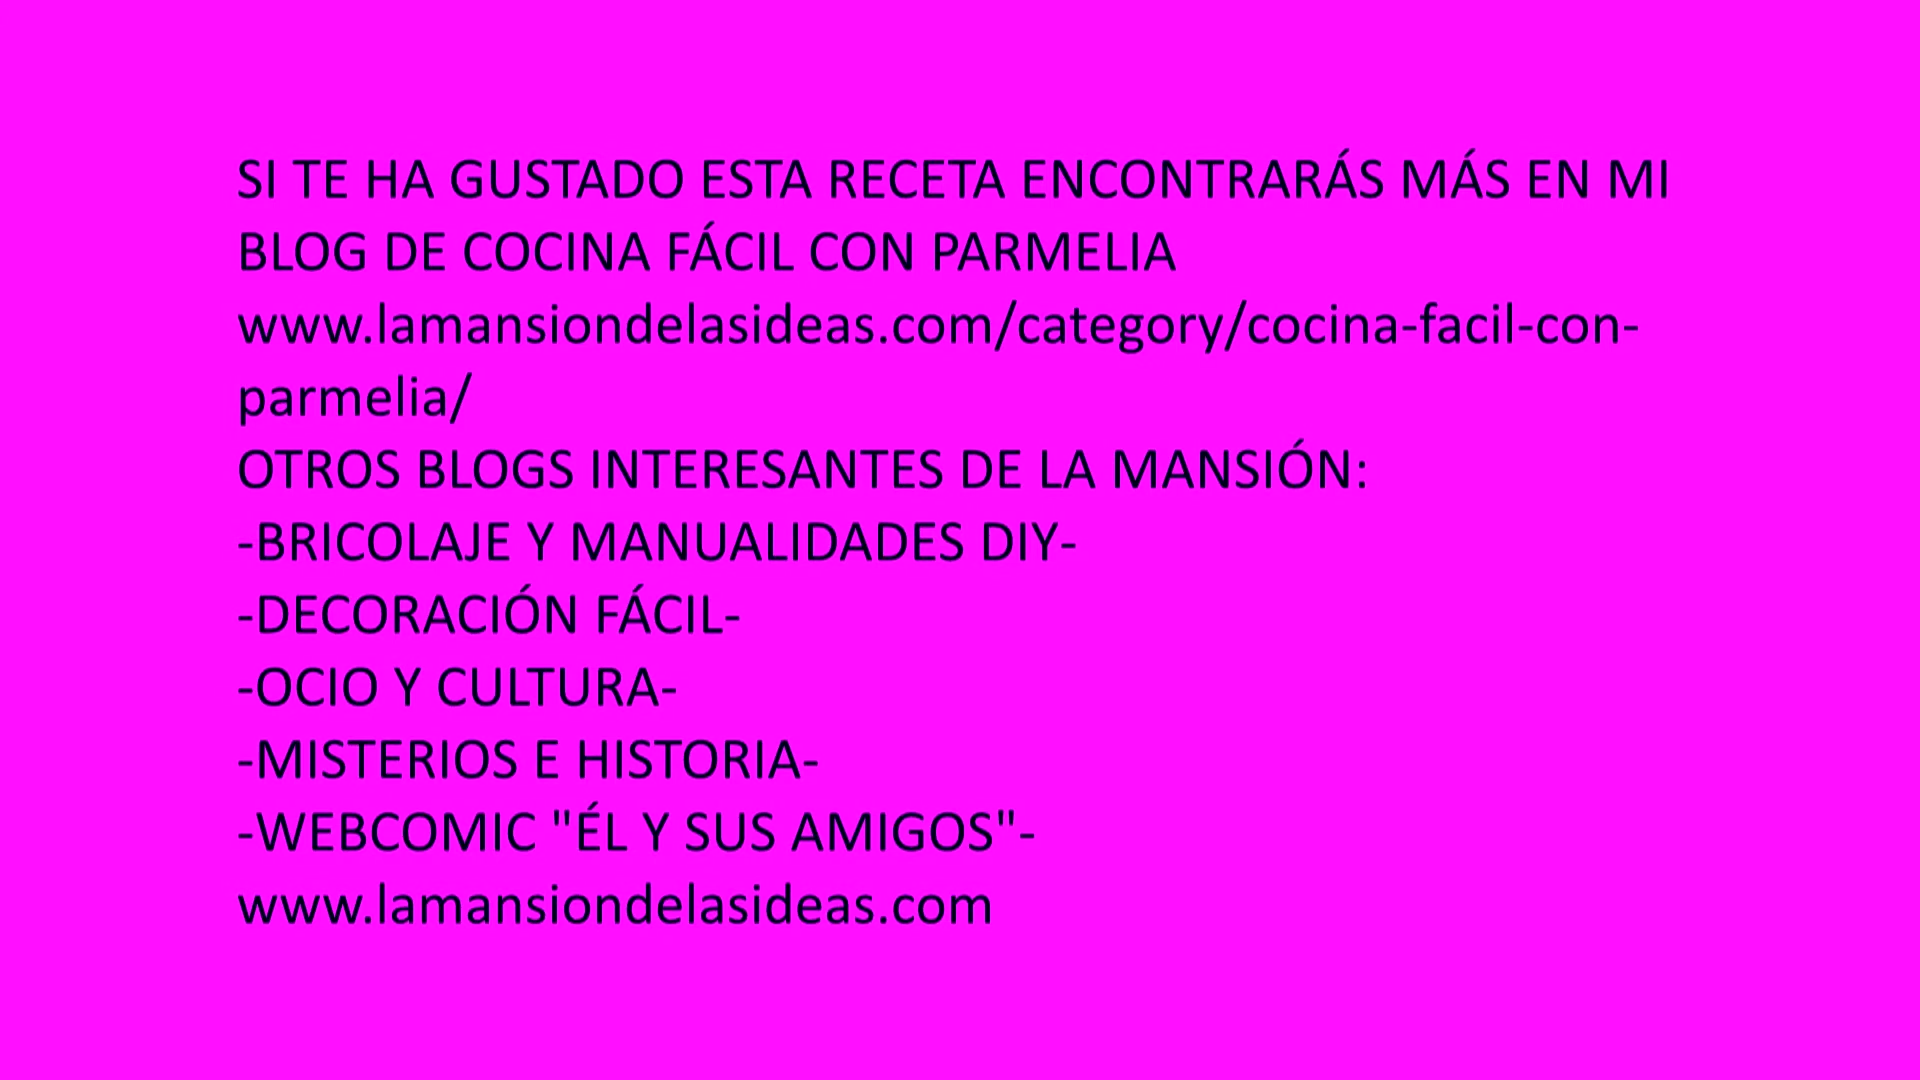 SI TE HA GUSTADO ESTA RECETA ENCONTRARÁS MÁS EN MI
BLOG DE COCINA FÁCIL CON PARMELIA
www.lamansiondelasideas.com/category/cocina-facil-con-
parmelia/
OTROS BLOGS INTERESANTES DE LA MANSIÓN:
-BRICOLAJE Y MANUALIDADES DIY-
-DECORACIÓN FÁCIL-
-OCIO Y CULTURA-
-MISTERIOS E HISTORIA-
-WEBCOMIC "ÉL Y SUS AMIGOS"-
www.lamansiondelasideas.com